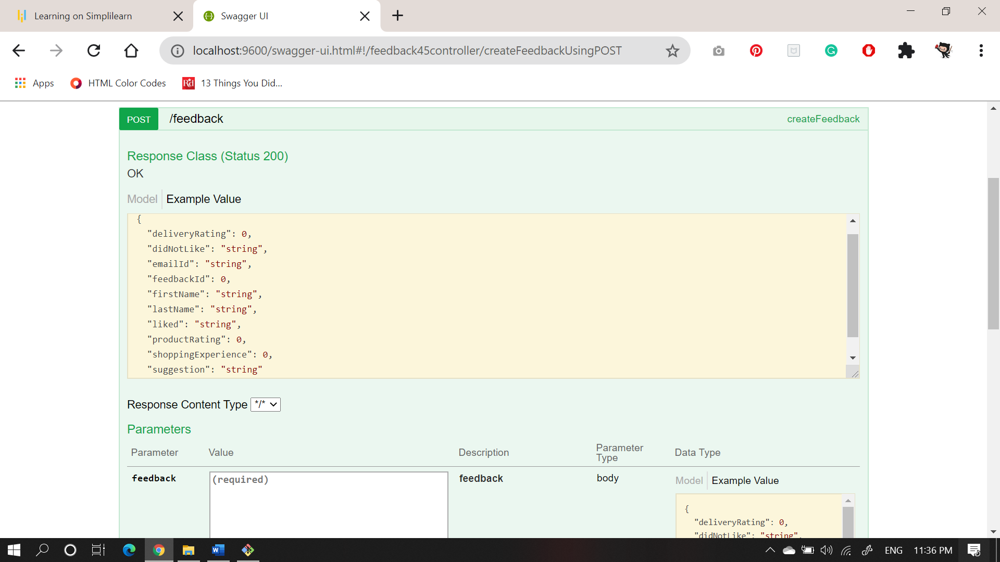 Learning on Simplilearn
Swagger UI
localhost:9600/swagger-ui.html#!/feedback45controller/createFeedbackUsingPOST
Apps
HTML Color Codes
Rd
13 Things You Did...
POST
/feedback
createFeedback
Response Class (Status 200)
OK
Model
Example Value
{
"deliveryRating": 0,
"didNotLike": "string",
"emailId": "string",
"feedbackId": 0,
"firstName": "string",
"lastName": "string",
"liked": "string",
"productRating": 0,
"shoppingExperience": 0,
"suggestion": "string"
Response Content Type */*
Parameters
Parameter
Value
Description
Parameter
Type
Data Type
feedback
(required)
feedback
body
Model
Example Value
{
"deliveryRating": 0,
"didNotLike": "string",
ENG
11:36 PM